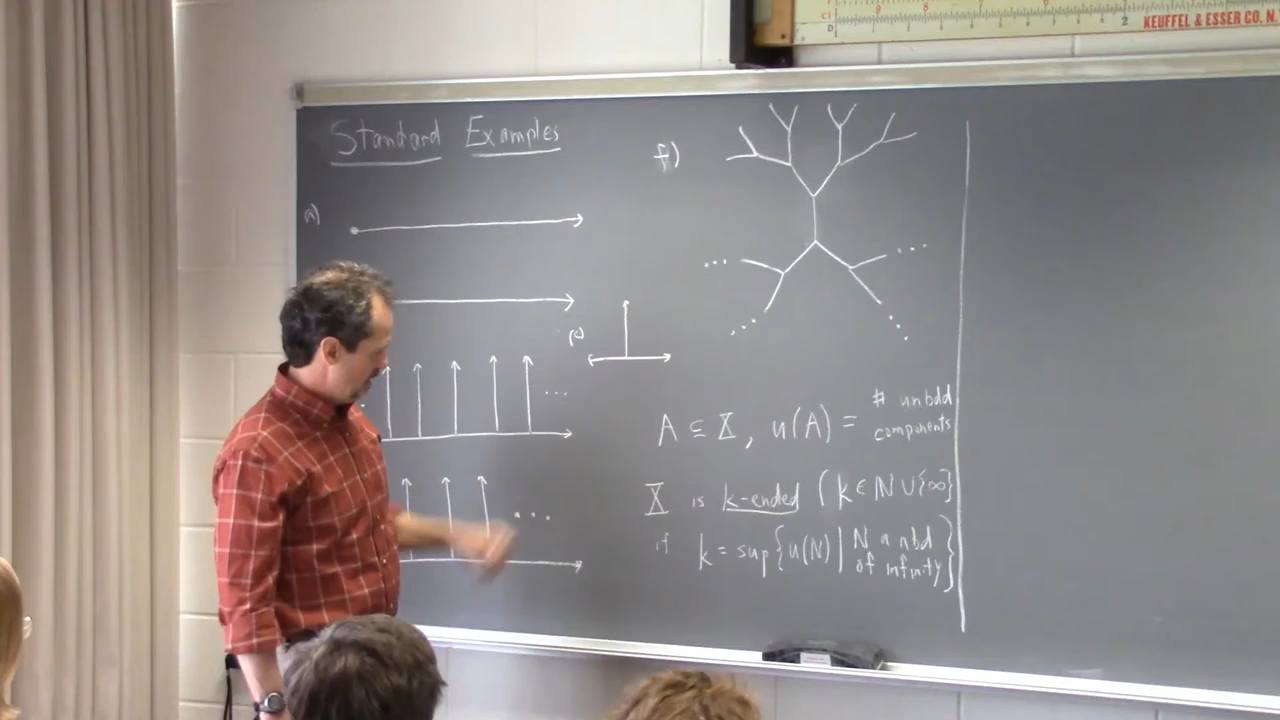 KEUFFEL & ESSER CO. N.
Standard Examples
a)
f)
A ⊆ X, u(A) = # unbdd components
X is k-ended (k ∈ ℕ ∪ {∞}
if k = sup{u(N) | N a nbd of infinity}